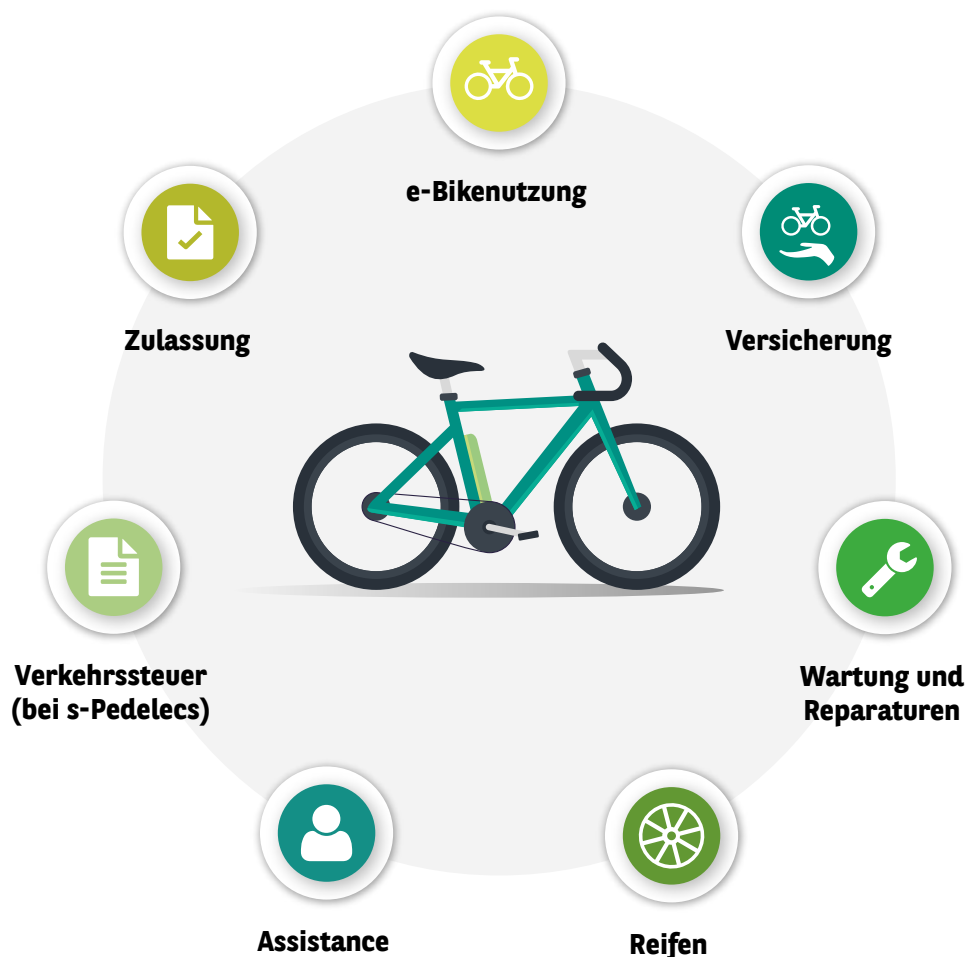 e-Bikenutzung
Zulassung
Versicherung
Verkehrssteuer
(bei s-Pedelecs)
Wartung und
Reparaturen
Assistance
Reifen